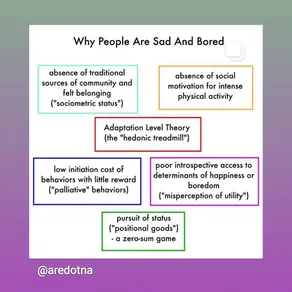 Why People Are Sad And Bored
absence of traditional
sources of community and
felt belonging
("sociometric status")
absence of social
motivation for intense
physical activity
Adaptation Level Theory
(the "hedonic treadmill")
low initiation cost of
behaviors with little reward
("palliative" behaviors)
poor introspective access to
determinants of happiness or
boredom
("misperception of utility")
pursuit of status
("positional goods")
- a zero-sum game
@aredotna